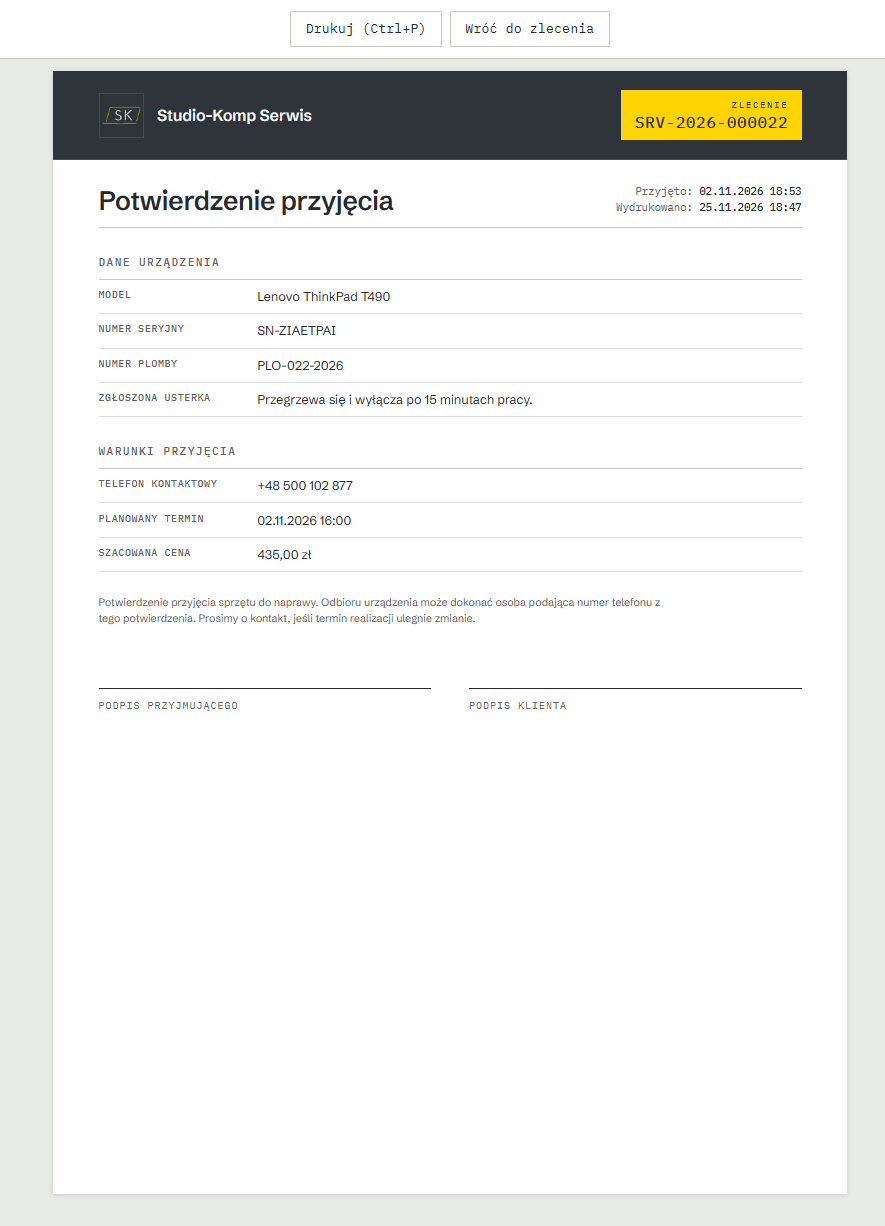 Drukuj (Ctrl+P) Wróć do zlecenia
SK Studio-Komp Serwis
ZLECENIE
SRV-2026-000022
Potwierdzenie przyjęcia
Przyjęto: 02.11.2026 18:53
Wydrukowano: 25.11.2026 18:47
DANE URZĄDZENIA
MODEL Lenovo ThinkPad T490
NUMER SERYJNY SN-ZIAETPAI
NUMER PLOMBY PLO-022-2026
ZGŁOSZONA USTERKA Przegrzewa się i wyłącza po 15 minutach pracy.
WARUNKI PRZYJĘCIA
TELEFON KONTAKTOWY +48 500 102 877
PLANOWANY TERMIN 02.11.2026 16:00
SZACOWANA CENA 435,00 zł
Potwierdzenie przyjęcia sprzętu do naprawy. Odbioru urządzenia może dokonać osoba podająca numer telefonu z
tego potwierdzenia. Prosimy o kontakt, jeśli termin realizacji ulegnie zmianie.
PODPIS PRZYJMUJĄCEGO PODPIS KLIENTA